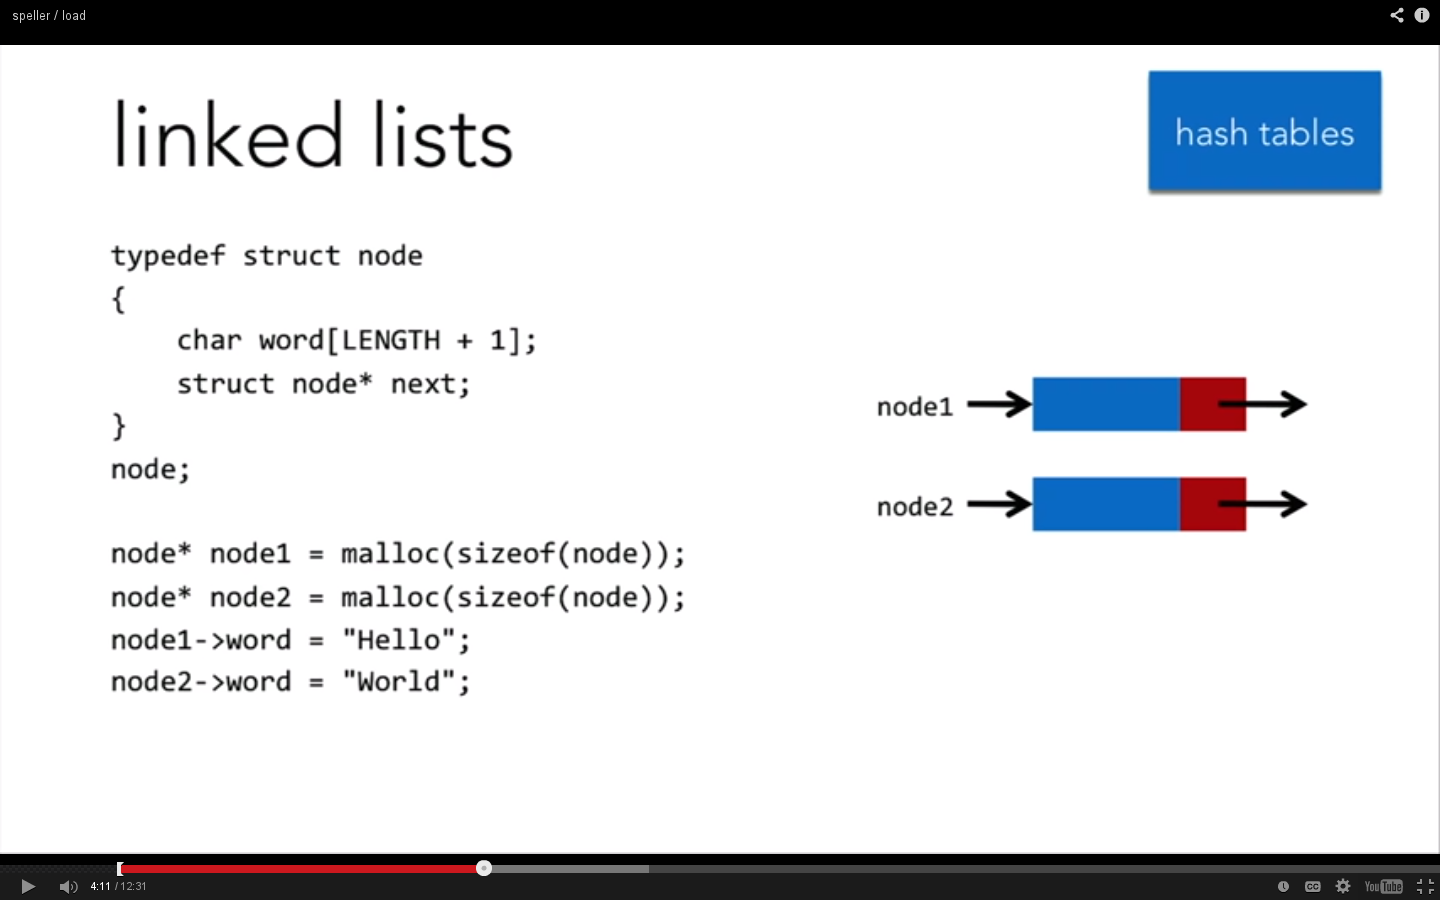 speller / load
linked lists
hash tables
typedef struct node
{
    char word[LENGTH + 1];
    struct node* next;
}
node;
node1
node2
node* node1 = malloc(sizeof(node));
node* node2 = malloc(sizeof(node));
node1->word = "Hello";
node2->word = "World";
4:11 / 12:31
CC
YouTube